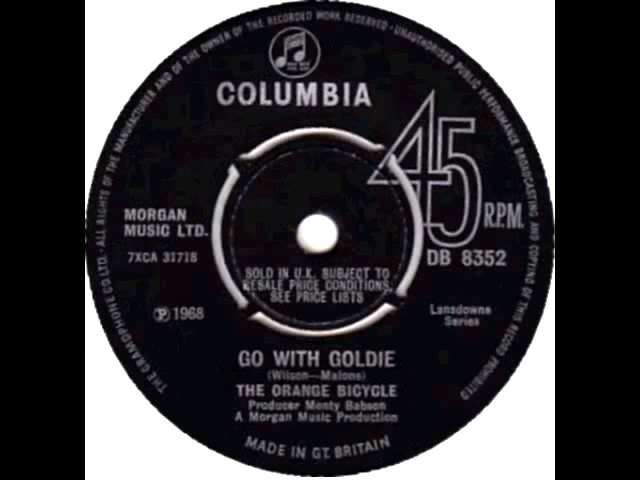 THE GRAMOPHONE CO. LTD. ALL RIGHTS OF THE MANUFACTURER AND OF THE OWNER OF THE RECORDED WORK RESERVED · UNAUTHORISED PUBLIC PERFORMANCE BROADCASTING AND COPYING OF THIS RECORD PROHIBITED
COLUMBIA
45
R.P.M.
MORGAN
MUSIC LTD.
7XCA 31718
DB 8352
SOLD IN U.K. SUBJECT TO
RESALE PRICE CONDITIONS,
SEE PRICE LISTS
Ⓟ 1968
Lansdowne
Series
GO WITH GOLDIE
(Wilson—Malone)
THE ORANGE BICYCLE
Producer Monty Babson
A Morgan Music Production
MADE IN GT. BRITAIN